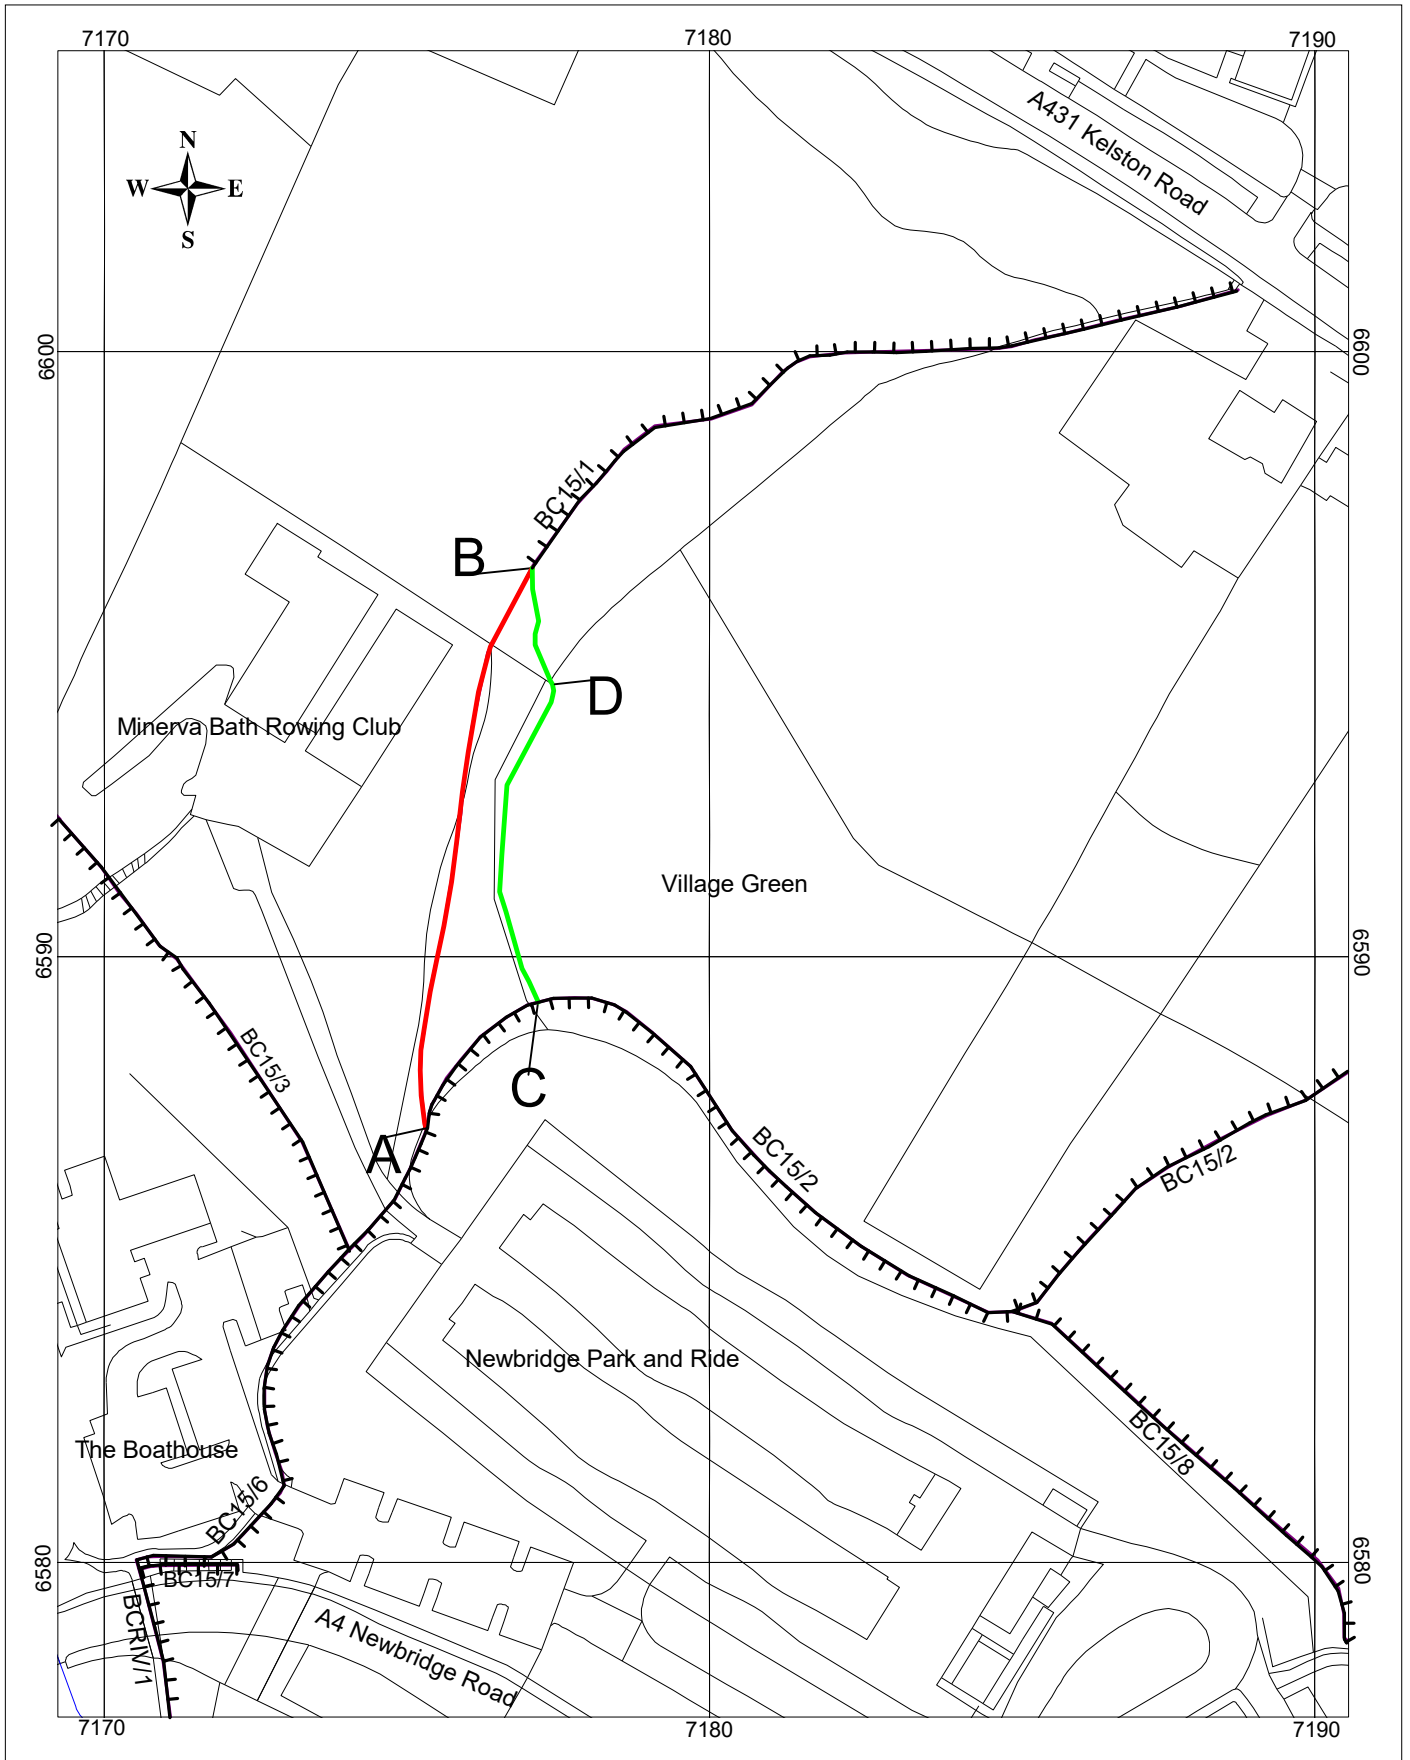 7170
7180
7190
A431 Kelston Road
N
W
E
S
6600
6600
BC15/1
B
D
Minerva Bath Rowing Club
Village Green
6590
6590
BC15/3
C
A
BC15/2
BC15/2
Newbridge Park and Ride
BC15/8
The Boathouse
BC15/6
6580
6580
BC15/7
BCRIV/1
A4 Newbridge Road
7170
7180
7190